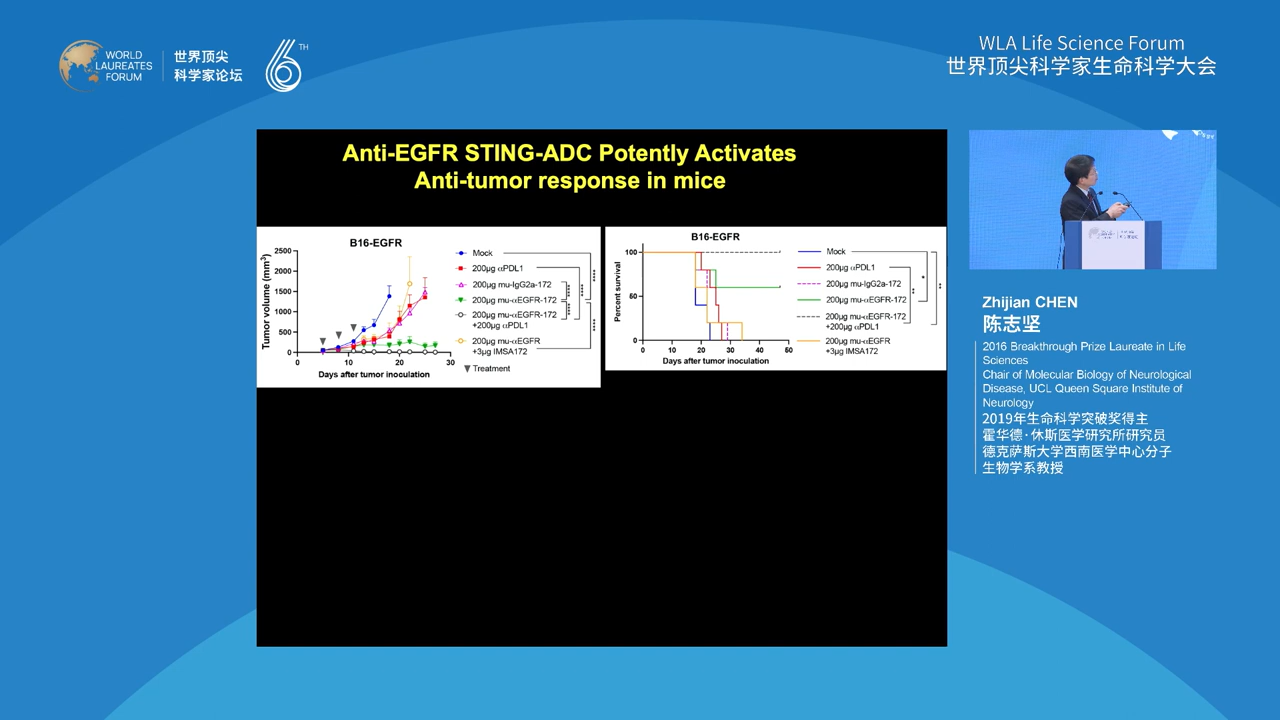 WORLD
LAUREATES
FORUM
世界顶尖
科学家论坛
6TH
WLA Life Science Forum
世界顶尖科学家生命科学大会
Anti-EGFR STING-ADC Potently Activates
Anti-tumor response in mice
B16-EGFR
Tumor volume (mm³)
2500
2000
1500
1000
500
0
0 10 20 30
Days after tumor inoculation
Mock
200µg αPDL1
200µg mu-IgG2a-172
200µg mu-αEGFR-172
200µg mu-αEGFR-172
+200µg αPDL1
200µg mu-αEGFR
+3µg IMSA172
Treatment
****
****
****
****
****
****
B16-EGFR
Percent survival
100
50
0
0 10 20 30 40 50
Days after tumor inoculation
Mock
200µg αPDL1
200µg mu-IgG2a-172
200µg mu-αEGFR-172
200µg mu-αEGFR-172
+200µg αPDL1
200µg mu-αEGFR
+3µg IMSA172
**
*
**
Zhijian CHEN
陈志坚
2016 Breakthrough Prize Laureate in Life
Sciences
Chair of Molecular Biology of Neurological
Disease, UCL Queen Square Institute of
Neurology
2019年生命科学突破奖得主
霍华德·休斯医学研究所研究员
德克萨斯大学西南医学中心分子
生物学系教授